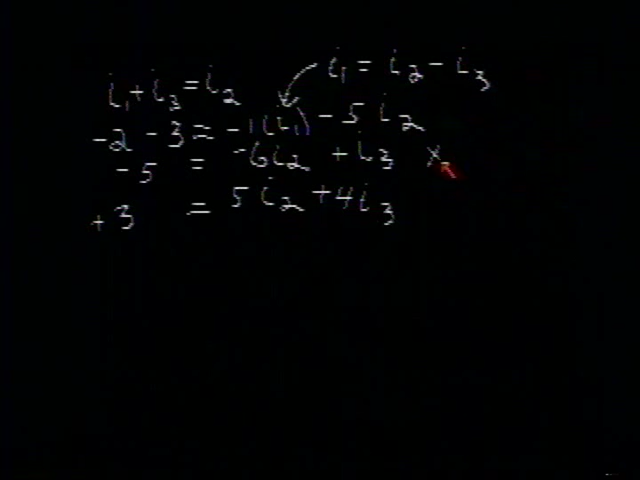 i₁ + i₃ = i₂
i₁ = i₂ - i₃
-2 - 3 = -1(i₁) - 5 i₂
-5 = -6i₂ + i₃ x
+3 = 5 i₂ + 4i₃